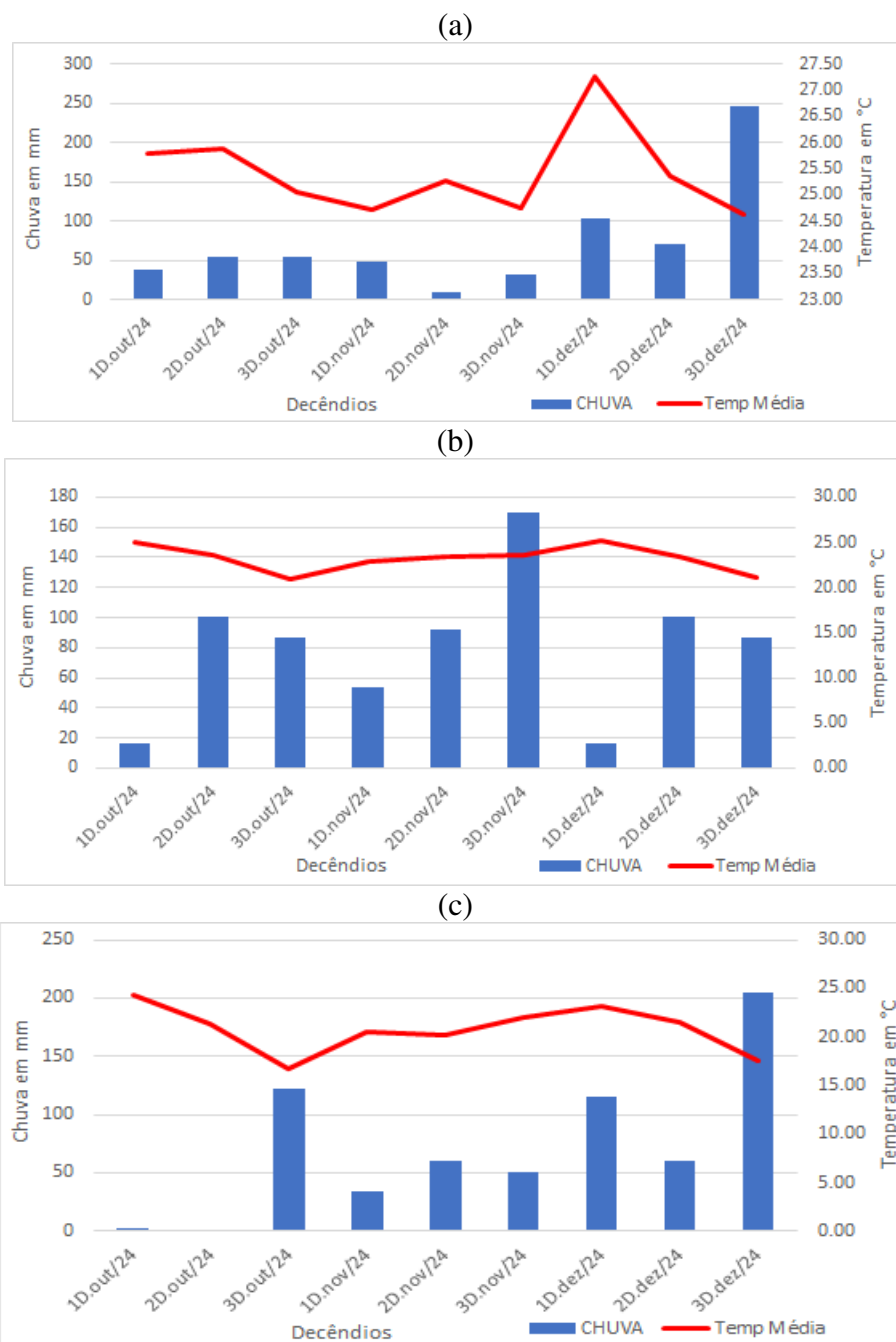 (a)
300 27.50
250 27.00
200 26.50
150 26.00
100 25.50
50 25.00
0 24.50
24.00
23.50
23.00
Chuva em mm
Temperatura em °C
1D.out/24 2D.out/24 3D.out/24 1D.nov/24 2D.nov/24 3D.nov/24 1D.dez/24 2D.dez/24 3D.dez/24
Decêndios CHUVA Temp Média
(b)
180 30.00
160 25.00
140 20.00
120 15.00
100 10.00
80 5.00
60 0.00
40
20
0
Chuva em mm
Temperatura em °C
1D.out/24 2D.out/24 3D.out/24 1D.nov/24 2D.nov/24 3D.nov/24 1D.dez/24 2D.dez/24 3D.dez/24
Decêndios CHUVA Temp Média
(c)
250 30.00
200 25.00
150 20.00
100 15.00
50 10.00
0 5.00
0.00
Chuva em mm
Temperatura em °C
1D.out/24 2D.out/24 3D.out/24 1D.nov/24 2D.nov/24 3D.nov/24 1D.dez/24 2D.dez/24 3D.dez/24
Decêndios CHUVA Temp Média